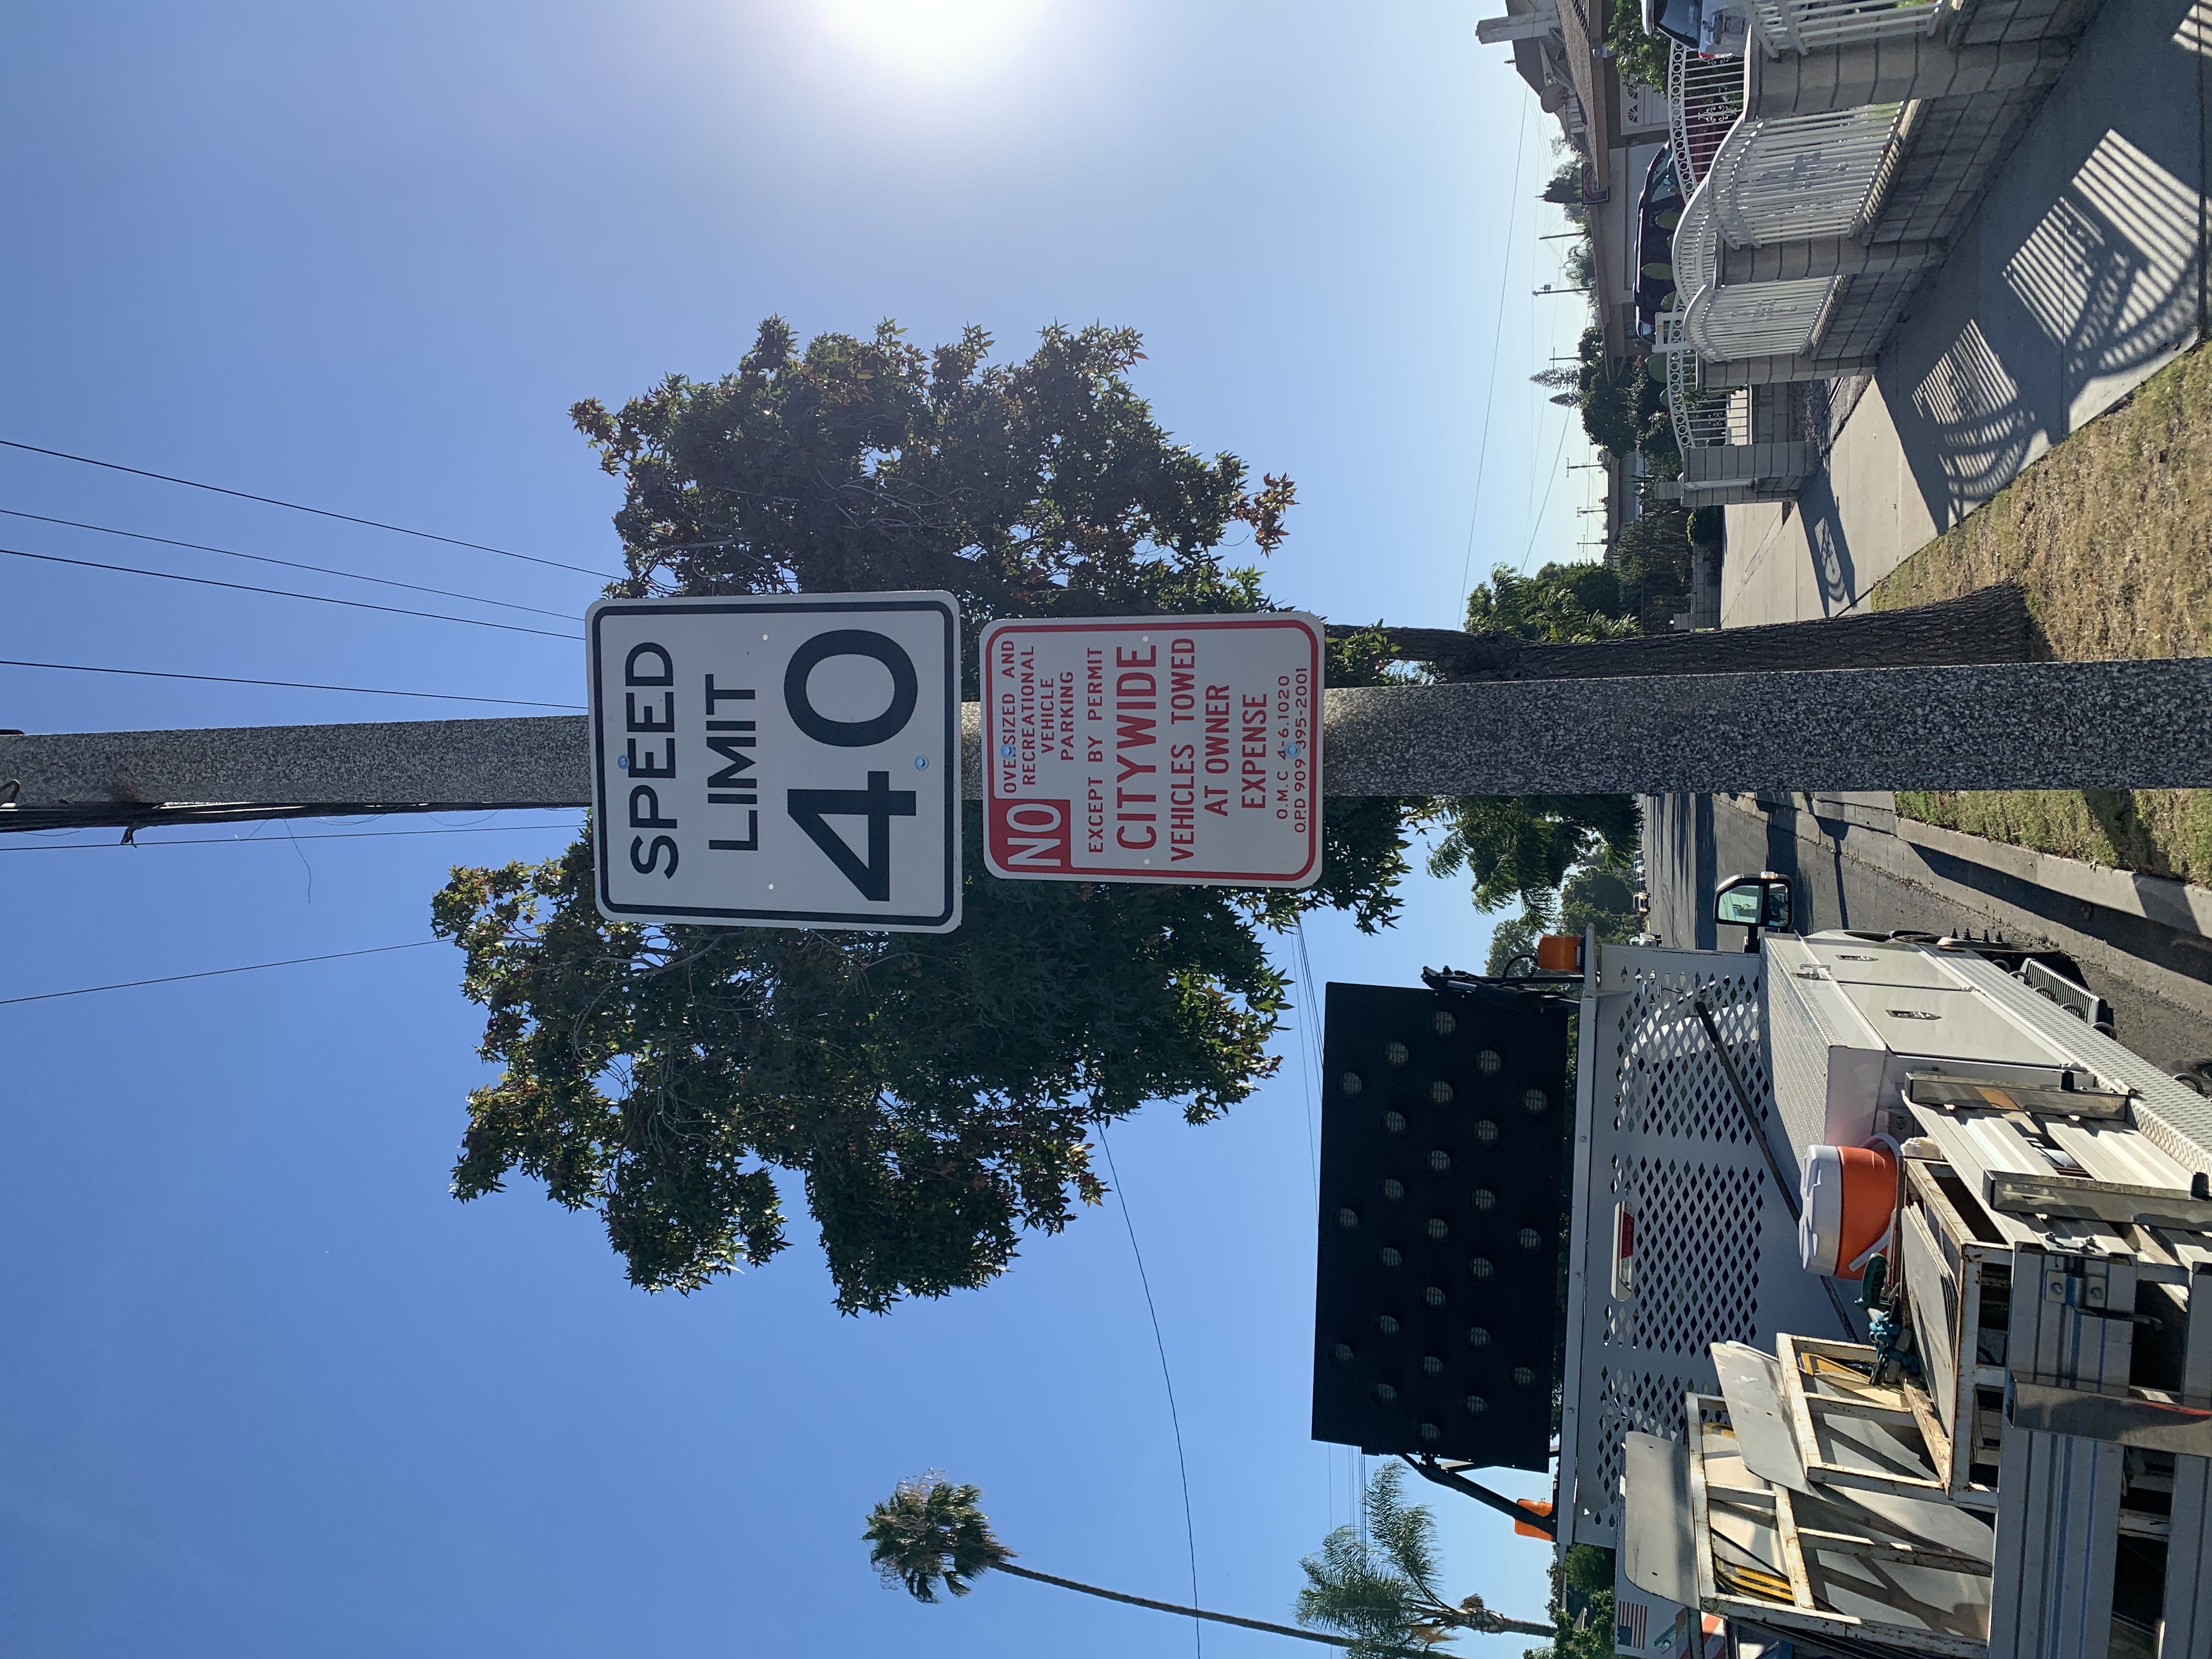 SPEED
LIMIT
40
NO
OVERSIZED AND
RECREATIONAL
VEHICLE
PARKING
EXCEPT BY PERMIT
CITYWIDE
VEHICLES TOWED
AT OWNER
EXPENSE
O.M.C 4-6.1020
O.P.D 909-395-2001